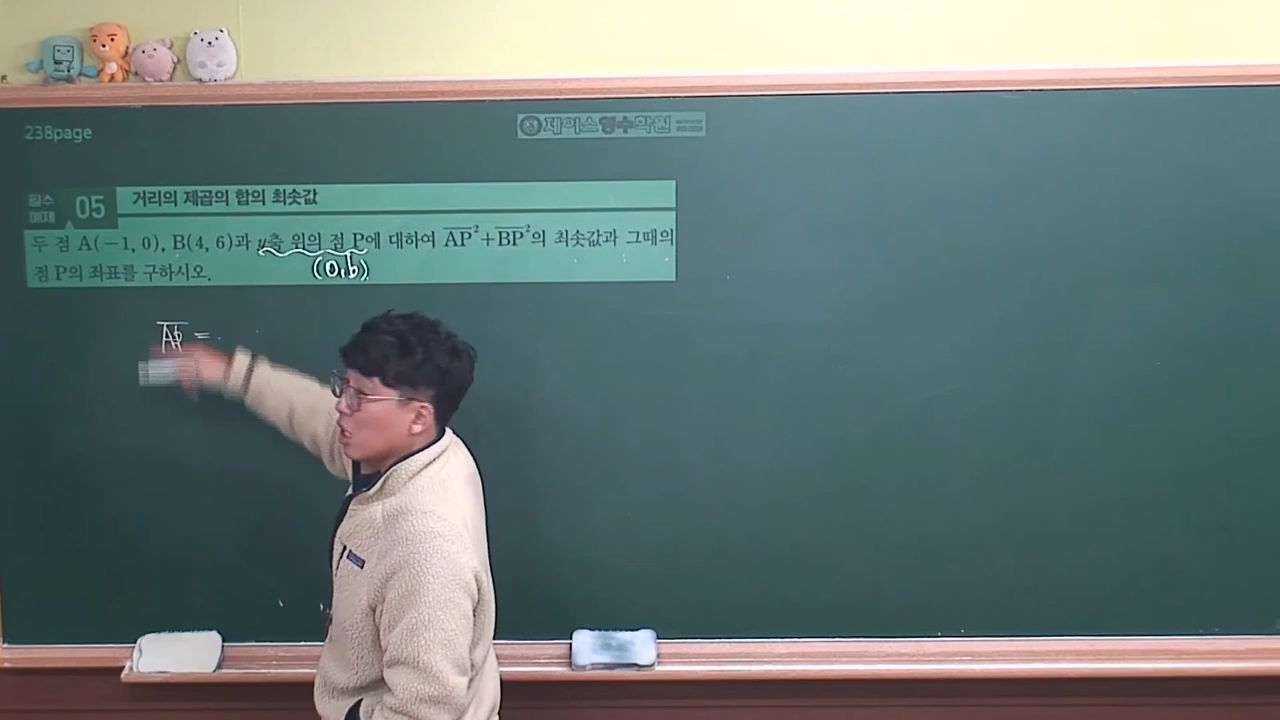 238page
제이스영수학원
필수
예제 05 거리의 제곱의 합의 최솟값
두 점 A(−1, 0), B(4, 6)과 y축 위의 점 P에 대하여 AP²+BP²의 최솟값과 그때의
점 P의 좌표를 구하시오.
(0,b)
AP =